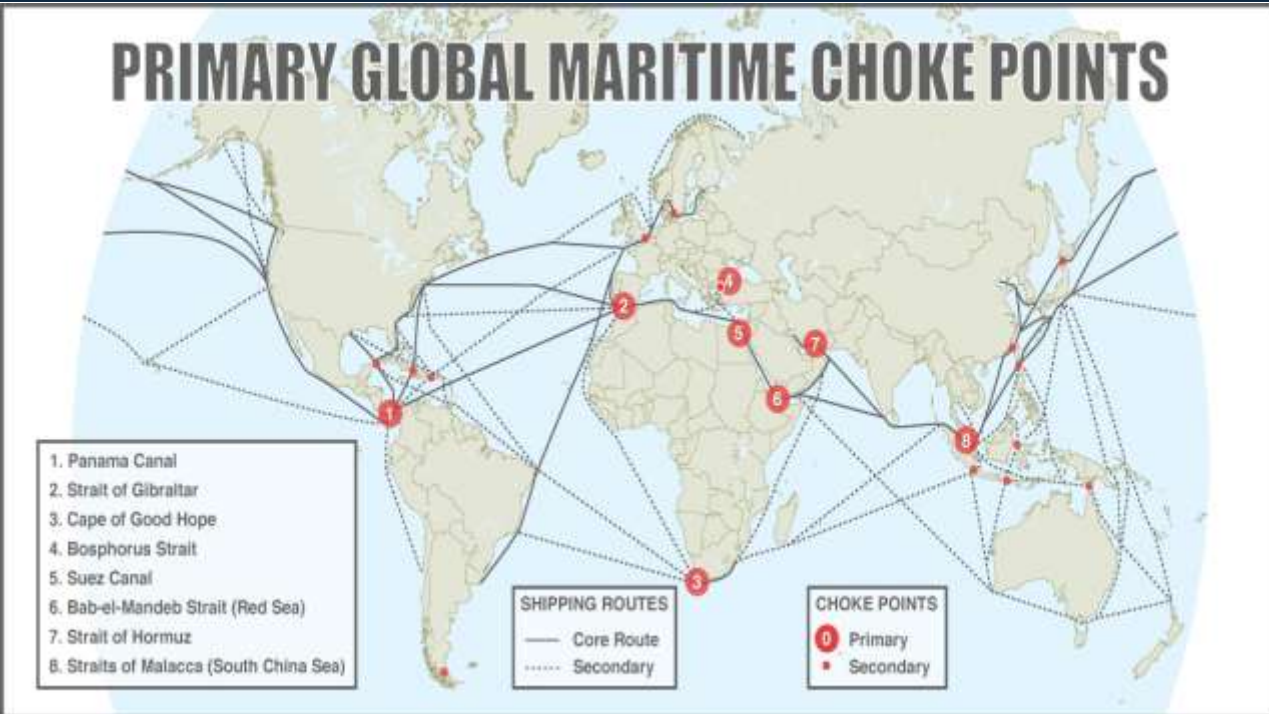 PRIMARY GLOBAL MARITIME CHOKE POINTS
4
2
5
7
6
1
8
3
1. Panama Canal
2. Strait of Gibraltar
3. Cape of Good Hope
4. Bosphorus Strait
5. Suez Canal
6. Bab-el-Mandeb Strait (Red Sea)
7. Strait of Hormuz
8. Straits of Malacca (South China Sea)
SHIPPING ROUTES
Core Route
Secondary
CHOKE POINTS
0 Primary
Secondary